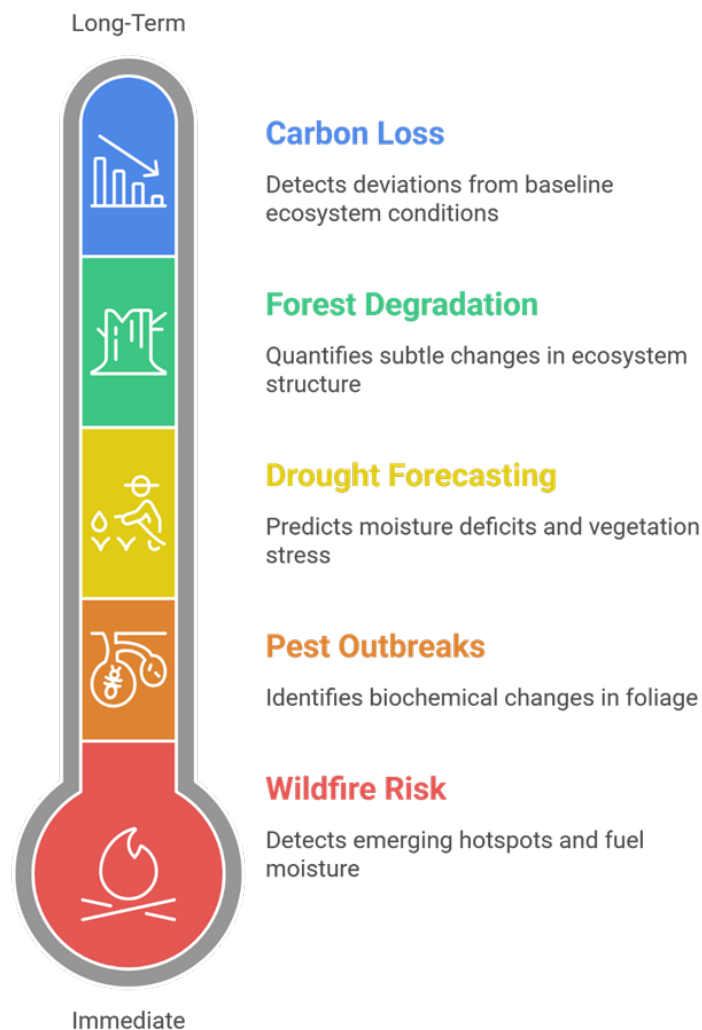 Long-Term
Carbon Loss
Detects deviations from baseline
ecosystem conditions
Forest Degradation
Quantifies subtle changes in ecosystem
structure
Drought Forecasting
Predicts moisture deficits and vegetation
stress
Pest Outbreaks
Identifies biochemical changes in foliage
Wildfire Risk
Detects emerging hotspots and fuel
moisture
Immediate